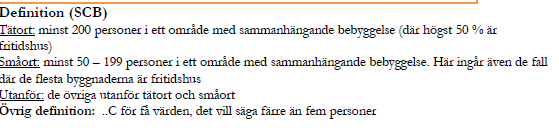 Definition (SCB)
Tätort: minst 200 personer i ett område med sammanhängande bebyggelse (där högst 50 % är
fritidshus)
Småort: minst 50 – 199 personer i ett område med sammanhängande bebyggelse. Här ingår även de fall
där de flesta byggnaderna är fritidshus
Utanför: de övriga utanför tätort och småort
Övrig definition: ..C för få värden, det vill säga färre än fem personer